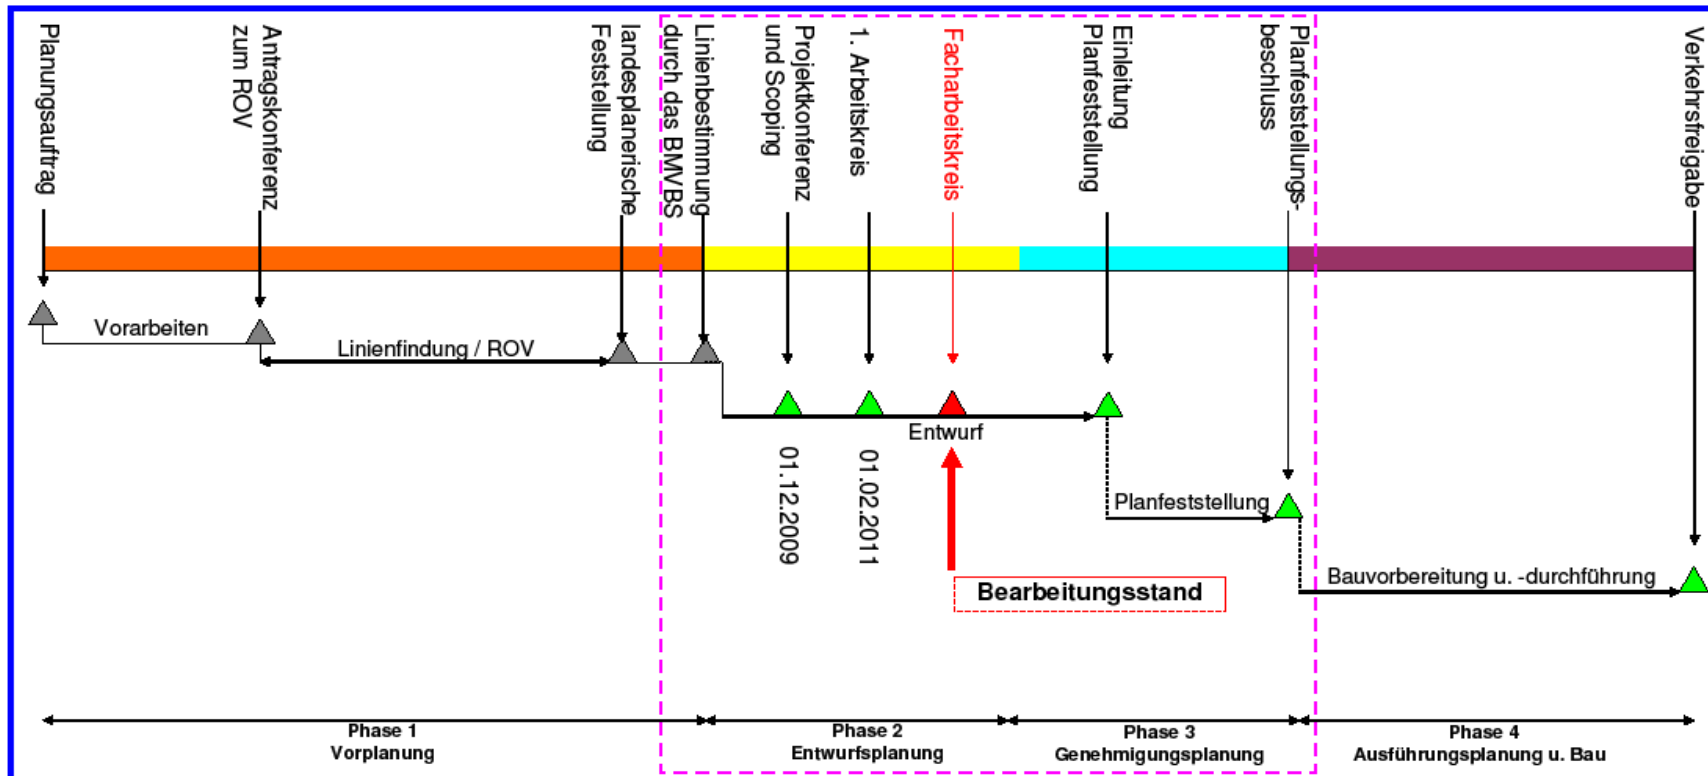 Planungsauftrag
Antragskonferenz
zum ROV
landesplanerische
Feststellung
Linienbestimmung
durch das BMVBS
Projektkonferenz
und Scoping
1. Arbeitskreis
Facharbeitskreis
Einleitung
Planfeststellung
Planfeststellungs-
beschluss
Verkehrsfreigabe
Vorarbeiten
Linienfindung / ROV
Entwurf
01.12.2009
01.02.2011
Planfeststellung
Bauvorbereitung u. -durchführung
Bearbeitungsstand
Phase 1
Vorplanung
Phase 2
Entwurfsplanung
Phase 3
Genehmigungsplanung
Phase 4
Ausführungsplanung u. Bau